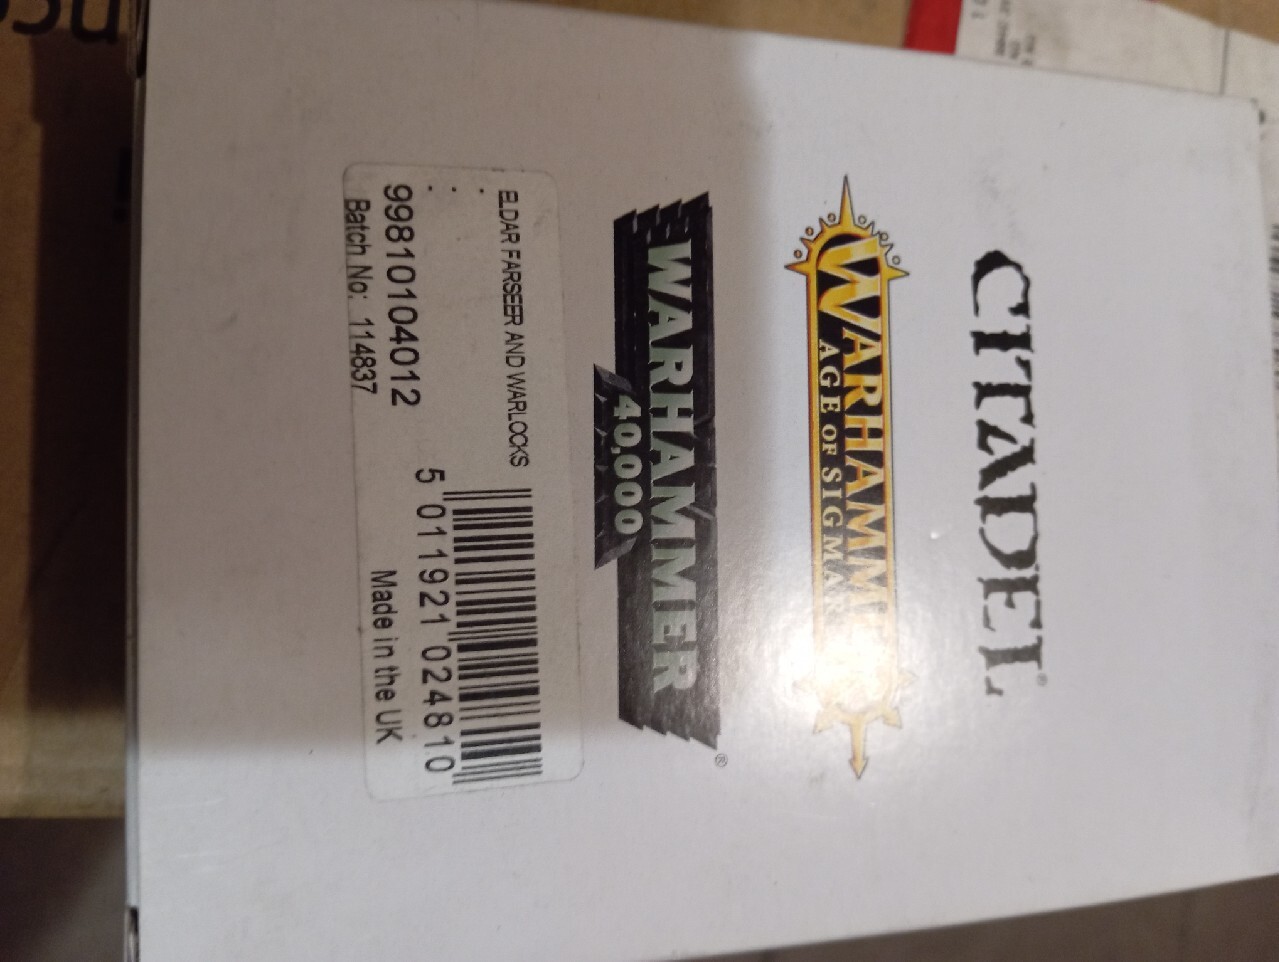 CITADEL®
WARHAMMER
AGE OF SIGMAR
WARHAMMER®
40,000
ELDAR FARSEER AND WARLOCKS
.
.
99810104012
Batch No: 114837
5 011921 024810
Made in the UK